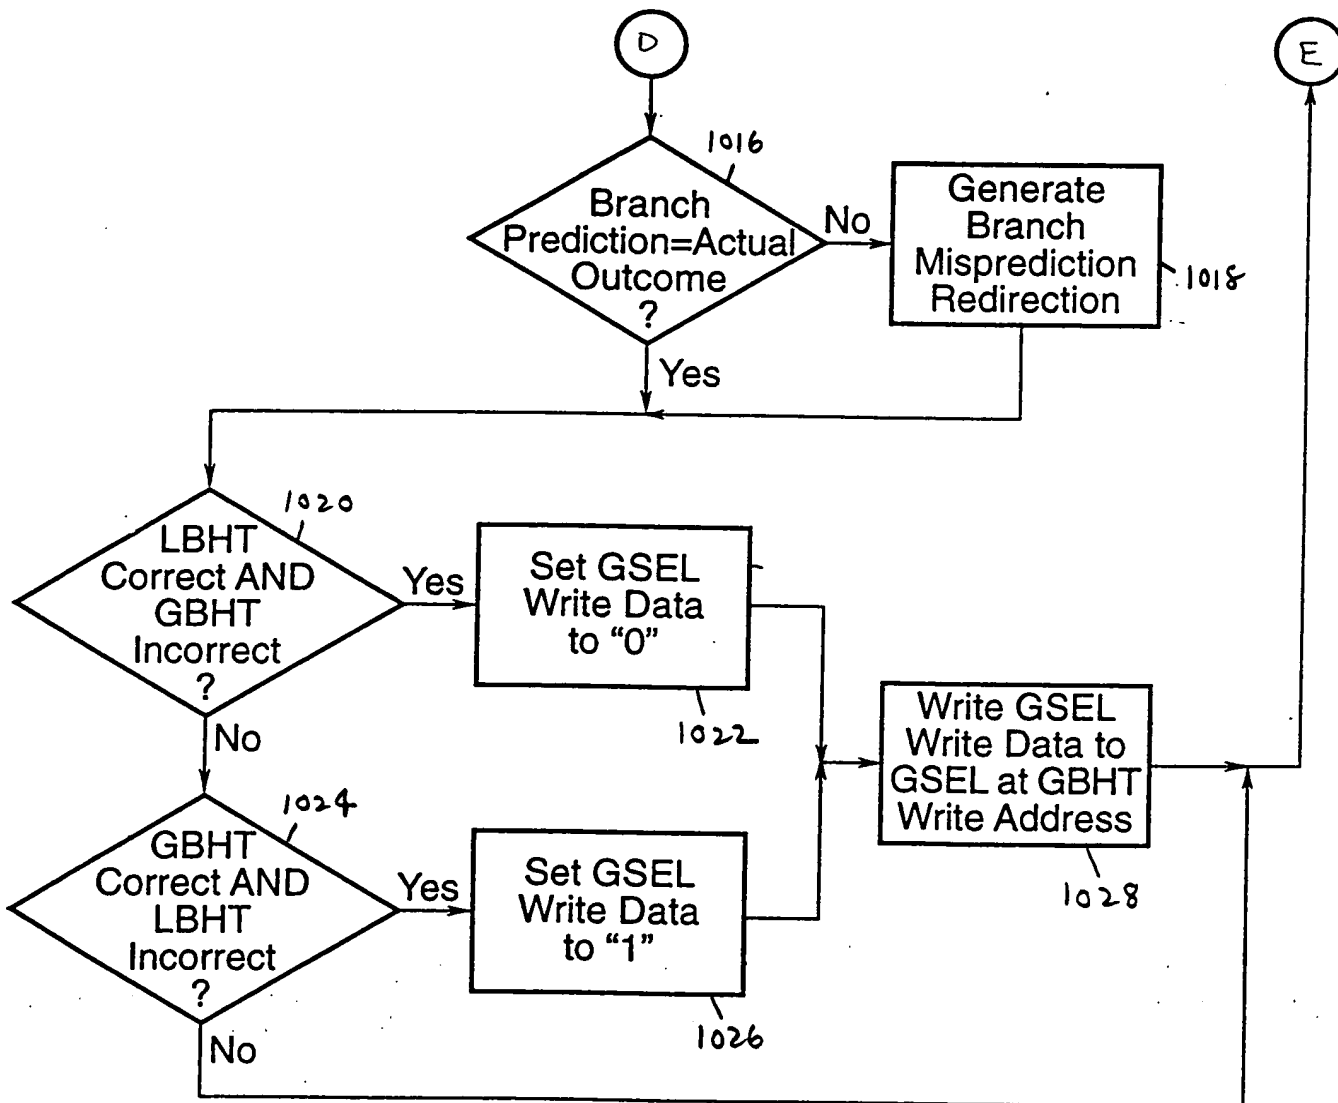 D
E
1016
Branch
Prediction=Actual
Outcome
?
No
Generate
Branch
Misprediction
Redirection
1018
Yes
1020
LBHT
Correct AND
GBHT
Incorrect
?
Yes
Set GSEL
Write Data
to “0”
1022
No
Write GSEL
Write Data to
GSEL at GBHT
Write Address
1028
1024
GBHT
Correct AND
LBHT
Incorrect
?
Yes
Set GSEL
Write Data
to “1”
1026
No